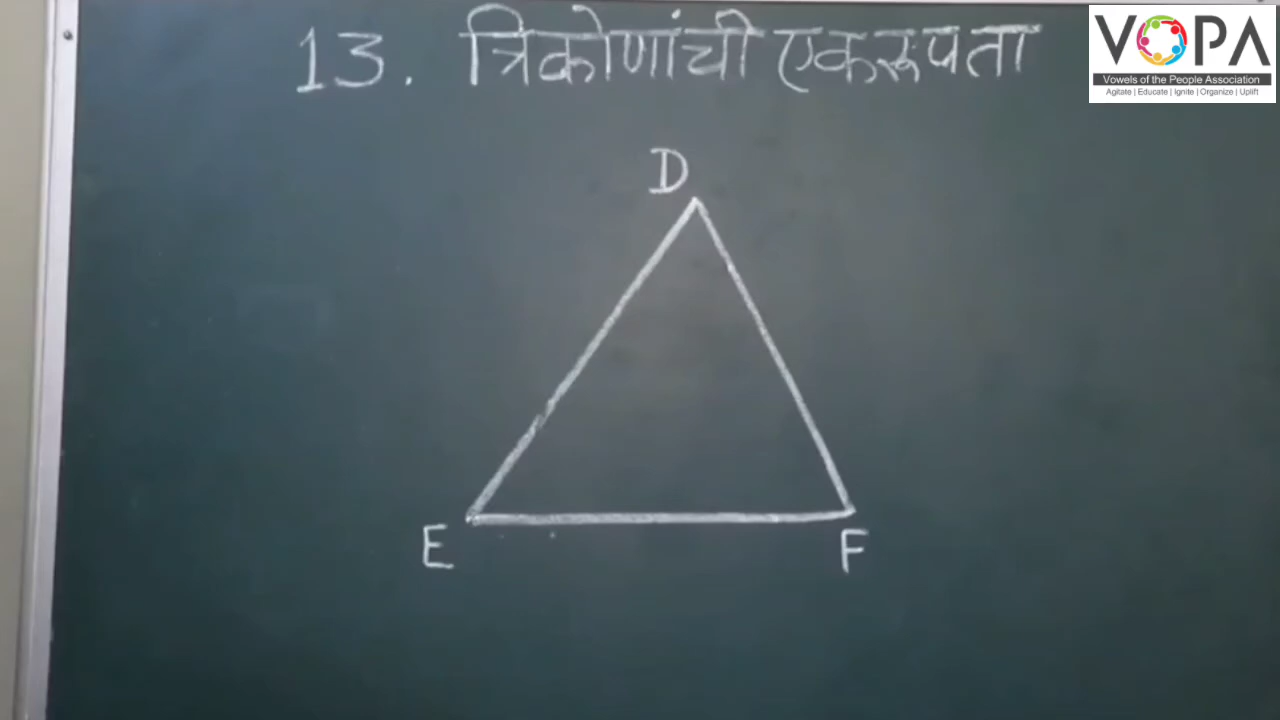 13. त्रिकोणांची एकरूपता
VOPA
Vowels of the People Association
Agitate | Educate | Ignite | Organize | Uplift
D
E
F